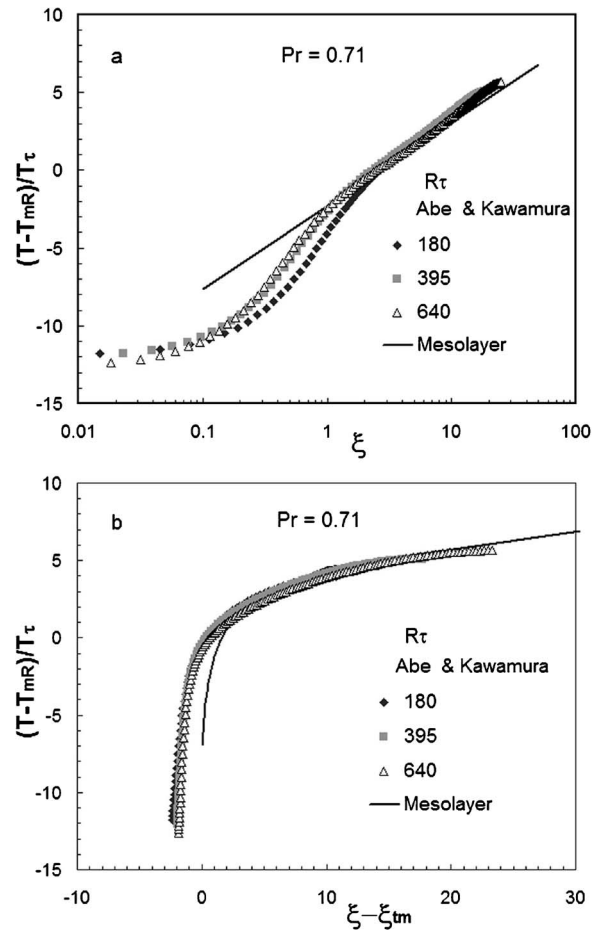 10
a
Pr = 0.71
5
0
-5
-10
-15
(T-TmR)/Tτ
Rτ
Abe & Kawamura
180
395
640
Mesolayer
0.01 0.1 1 10 100
ξ
10
b
Pr = 0.71
5
0
-5
-10
-15
(T-TmR)/Tτ
Rτ
Abe & Kawamura
180
395
640
Mesolayer
-10 0 10 20 30
ξ−ξtm